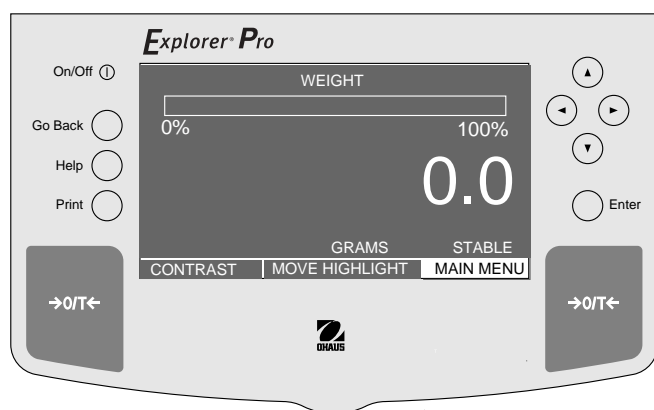 Explorer® Pro
On/Off
WEIGHT
0% 100%
Go Back
Help
Print
0.0
Enter
GRAMS STABLE
CONTRAST MOVE HIGHLIGHT MAIN MENU
→0/T← →0/T←
OHAUS